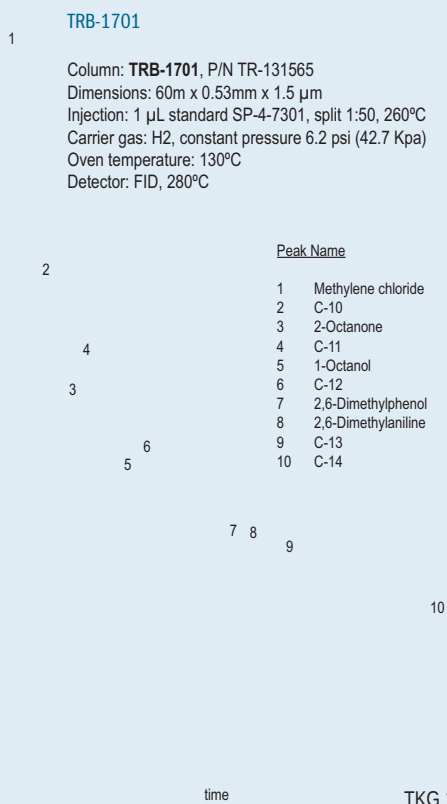 TRB-1701
1
Column: TRB-1701, P/N TR-131565
Dimensions: 60m x 0.53mm x 1.5 µm
Injection: 1 µL standard SP-4-7301, split 1:50, 260ºC
Carrier gas: H2, constant pressure 6.2 psi (42.7 Kpa)
Oven temperature: 130ºC
Detector: FID, 280ºC
Peak Name
1 Methylene chloride
2 C-10
3 2-Octanone
4 C-11
5 1-Octanol
6 C-12
7 2,6-Dimethylphenol
8 2,6-Dimethylaniline
9 C-13
10 C-14
2
4
3
6
5
7 8
9
10
time
TKG